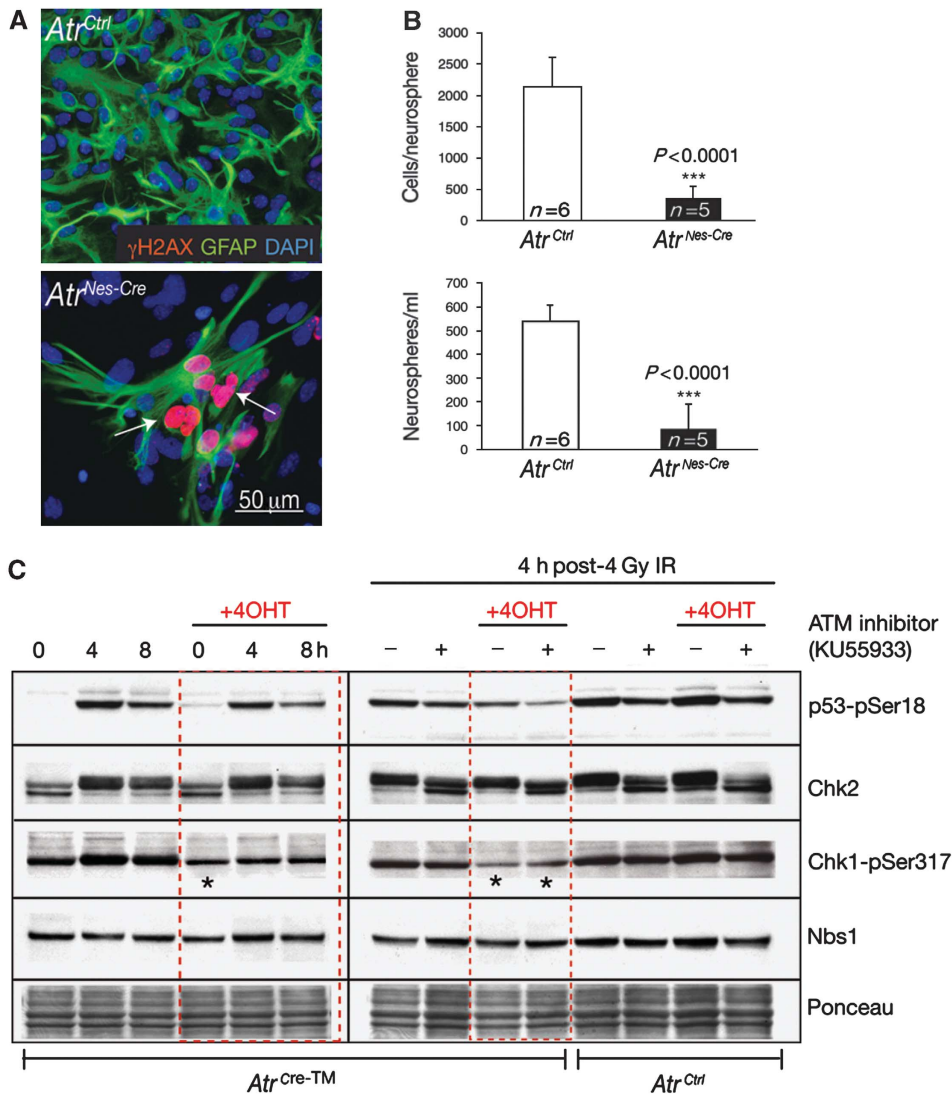 A
Atr^Ctrl
γH2AX GFAP DAPI
Atr^Nes-Cre
50 μm
B
Cells/neurosphere
3000
2500
2000
1500
1000
500
0
P<0.0001
***
n=6
n=5
Atr^Ctrl
Atr^Nes-Cre
Neurospheres/ml
700
600
500
400
300
200
100
0
P<0.0001
***
n=6
n=5
Atr^Ctrl
Atr^Nes-Cre
C
4 h post-4 Gy IR
+4OHT +4OHT +4OHT
0 4 8 0 4 8 h − + − + − + − +
ATM inhibitor
(KU55933)
p53-pSer18
Chk2
Chk1-pSer317
* * *
Nbs1
Ponceau
Atr^Cre-TM Atr^Ctrl